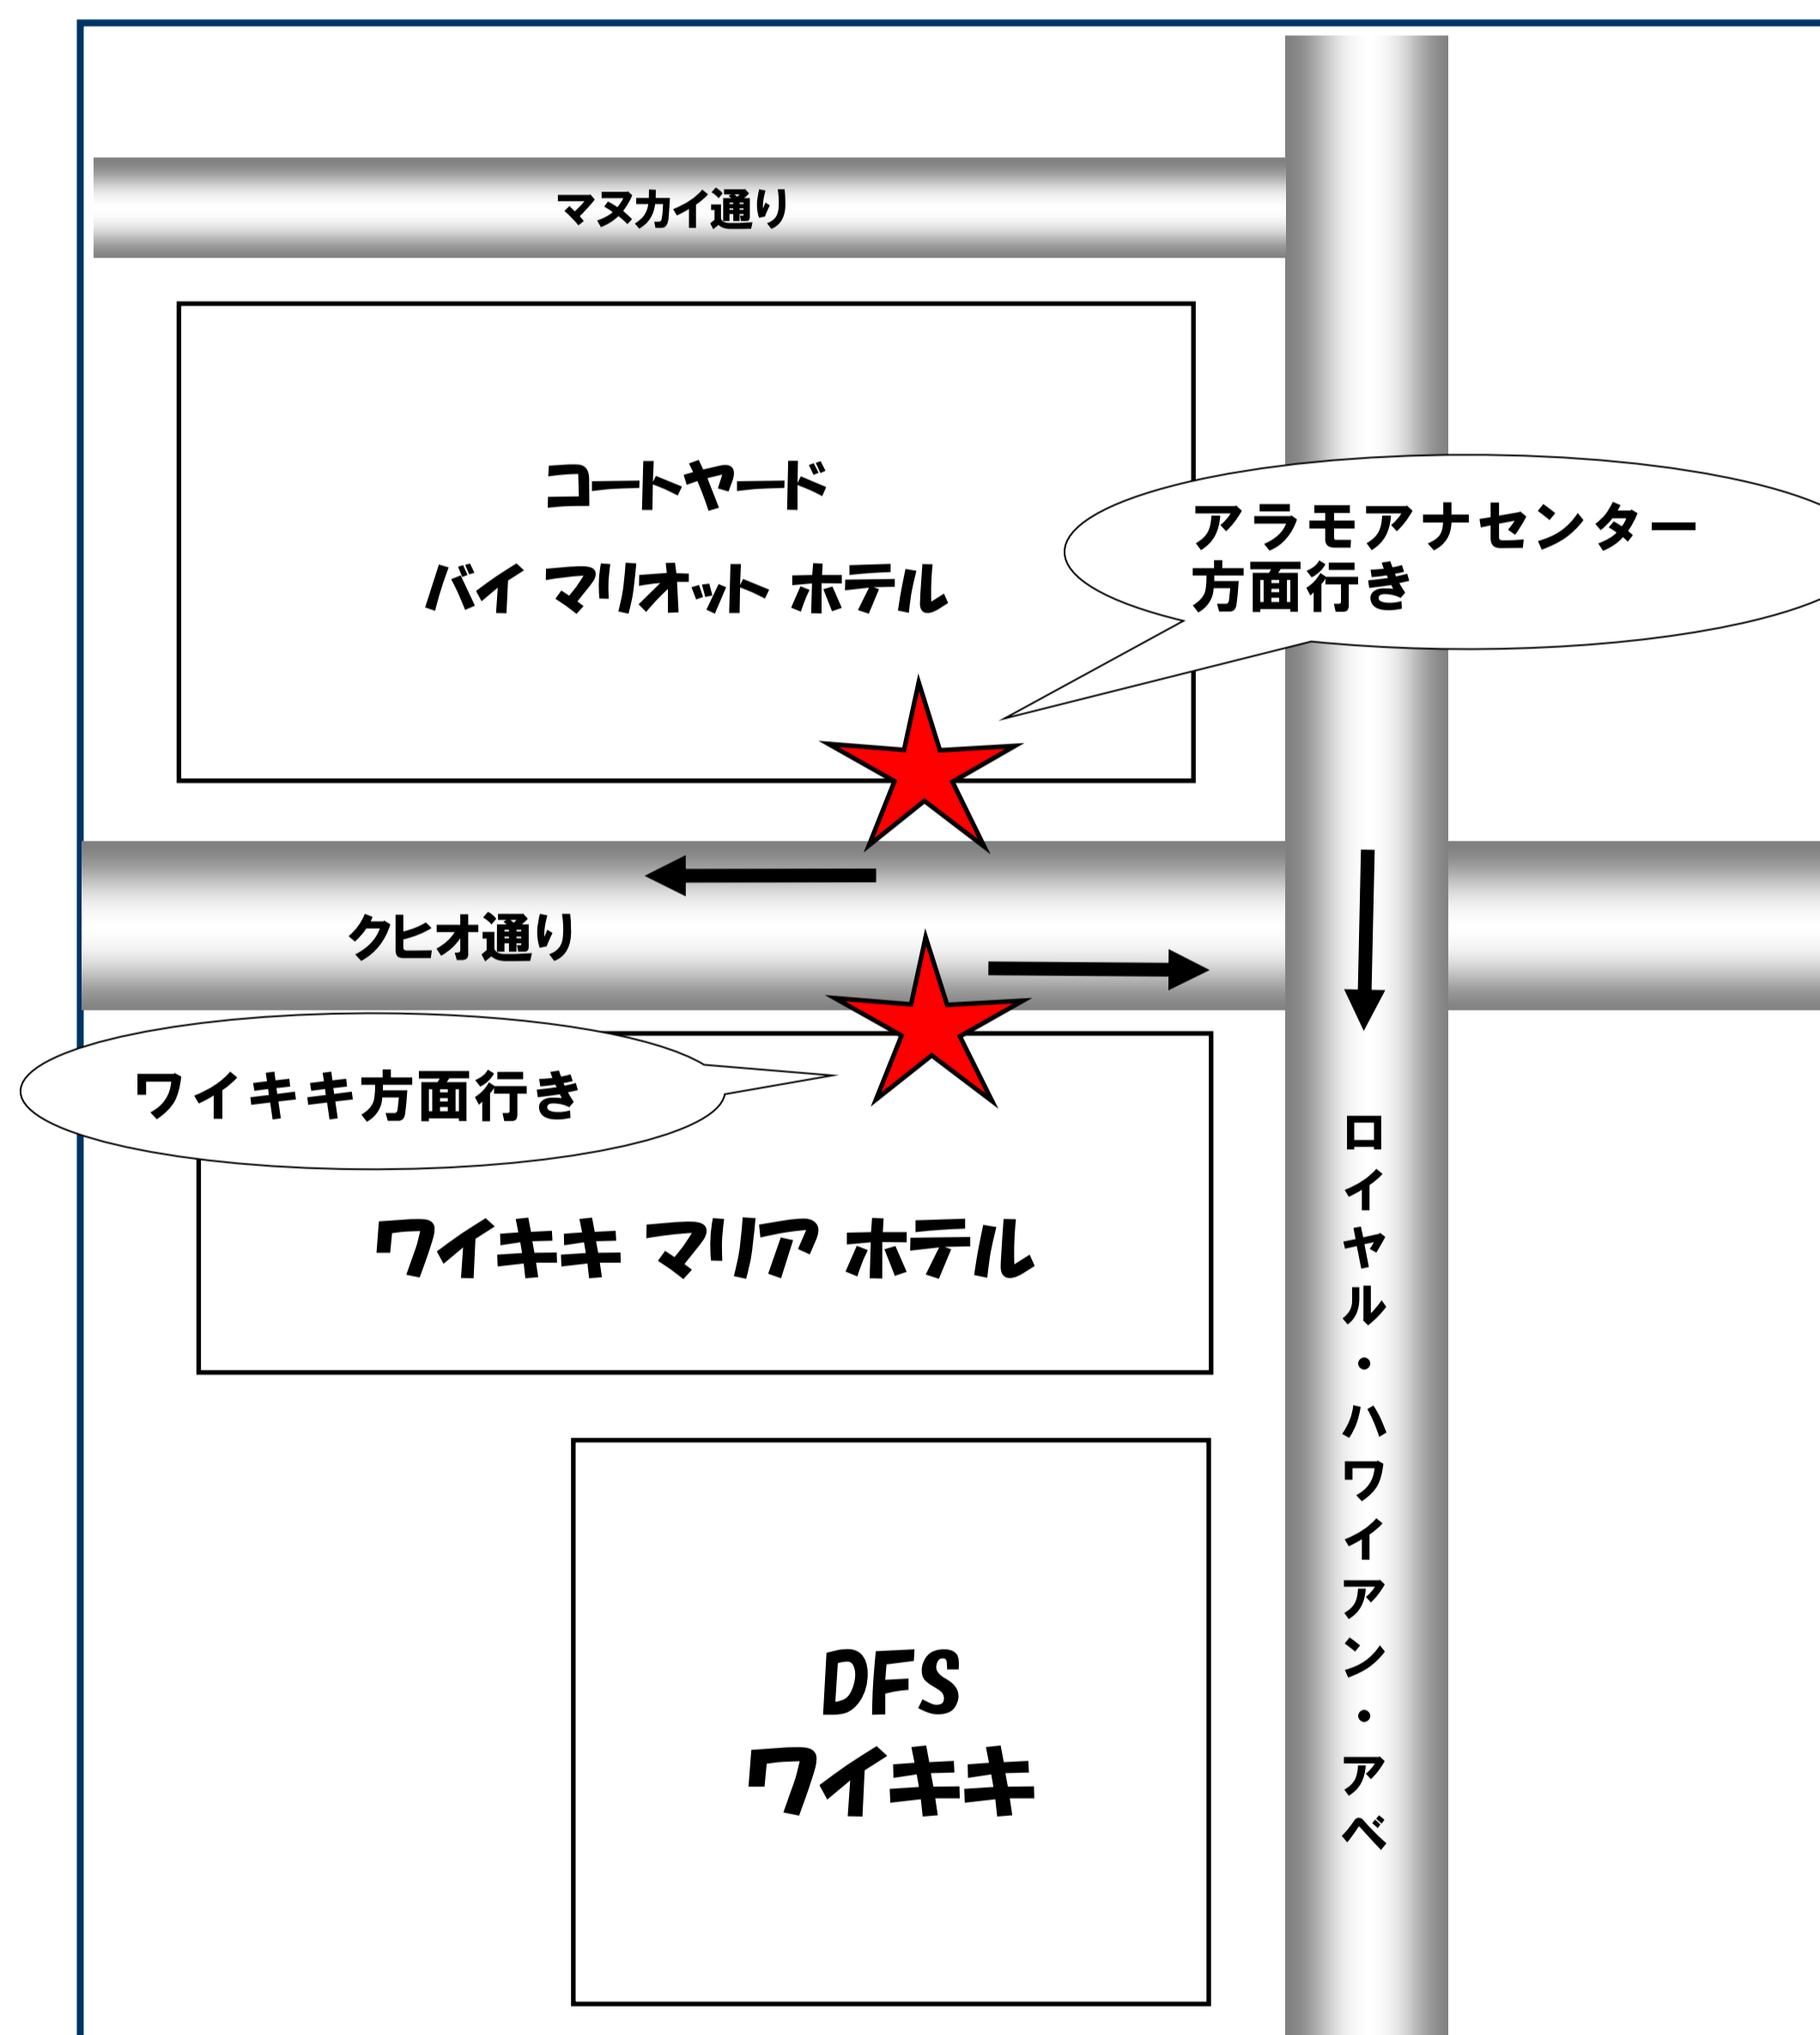 マヌカイ通り
コートヤード
バイ マリオット ホテル
アラモアナセンター
方面行き
クヒオ通り
ワイキキ方面行き
ワイキキ マリア ホテル
ロイヤル・ハワイアン・アベ
DFS
ワイキキ